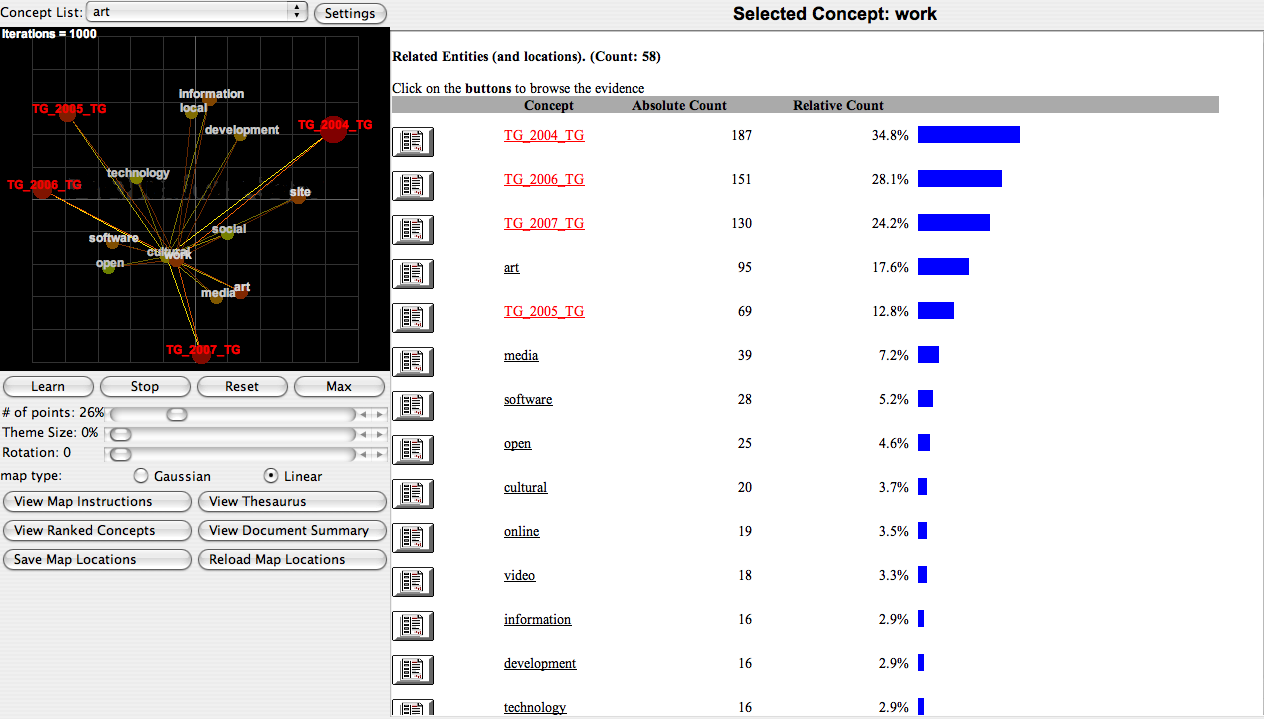 Concept List: art Settings
Iterations = 1000
information
local
TG_2005_TG
TG_2004_TG
development
technology
TG_2006_TG
site
social
software
cultural
work
open
art
media
TG_2007_TG
Learn Stop Reset Max
# of points: 26%
Theme Size: 0%
Rotation: 0
map type: Gaussian Linear
View Map Instructions View Thesaurus
View Ranked Concepts View Document Summary
Save Map Locations Reload Map Locations
Selected Concept: work
Related Entities (and locations). (Count: 58)
Click on the buttons to browse the evidence
Concept Absolute Count Relative Count
TG_2004_TG 187 34.8%
TG_2006_TG 151 28.1%
TG_2007_TG 130 24.2%
art 95 17.6%
TG_2005_TG 69 12.8%
media 39 7.2%
software 28 5.2%
open 25 4.6%
cultural 20 3.7%
online 19 3.5%
video 18 3.3%
information 16 2.9%
development 16 2.9%
technology 16 2.9%